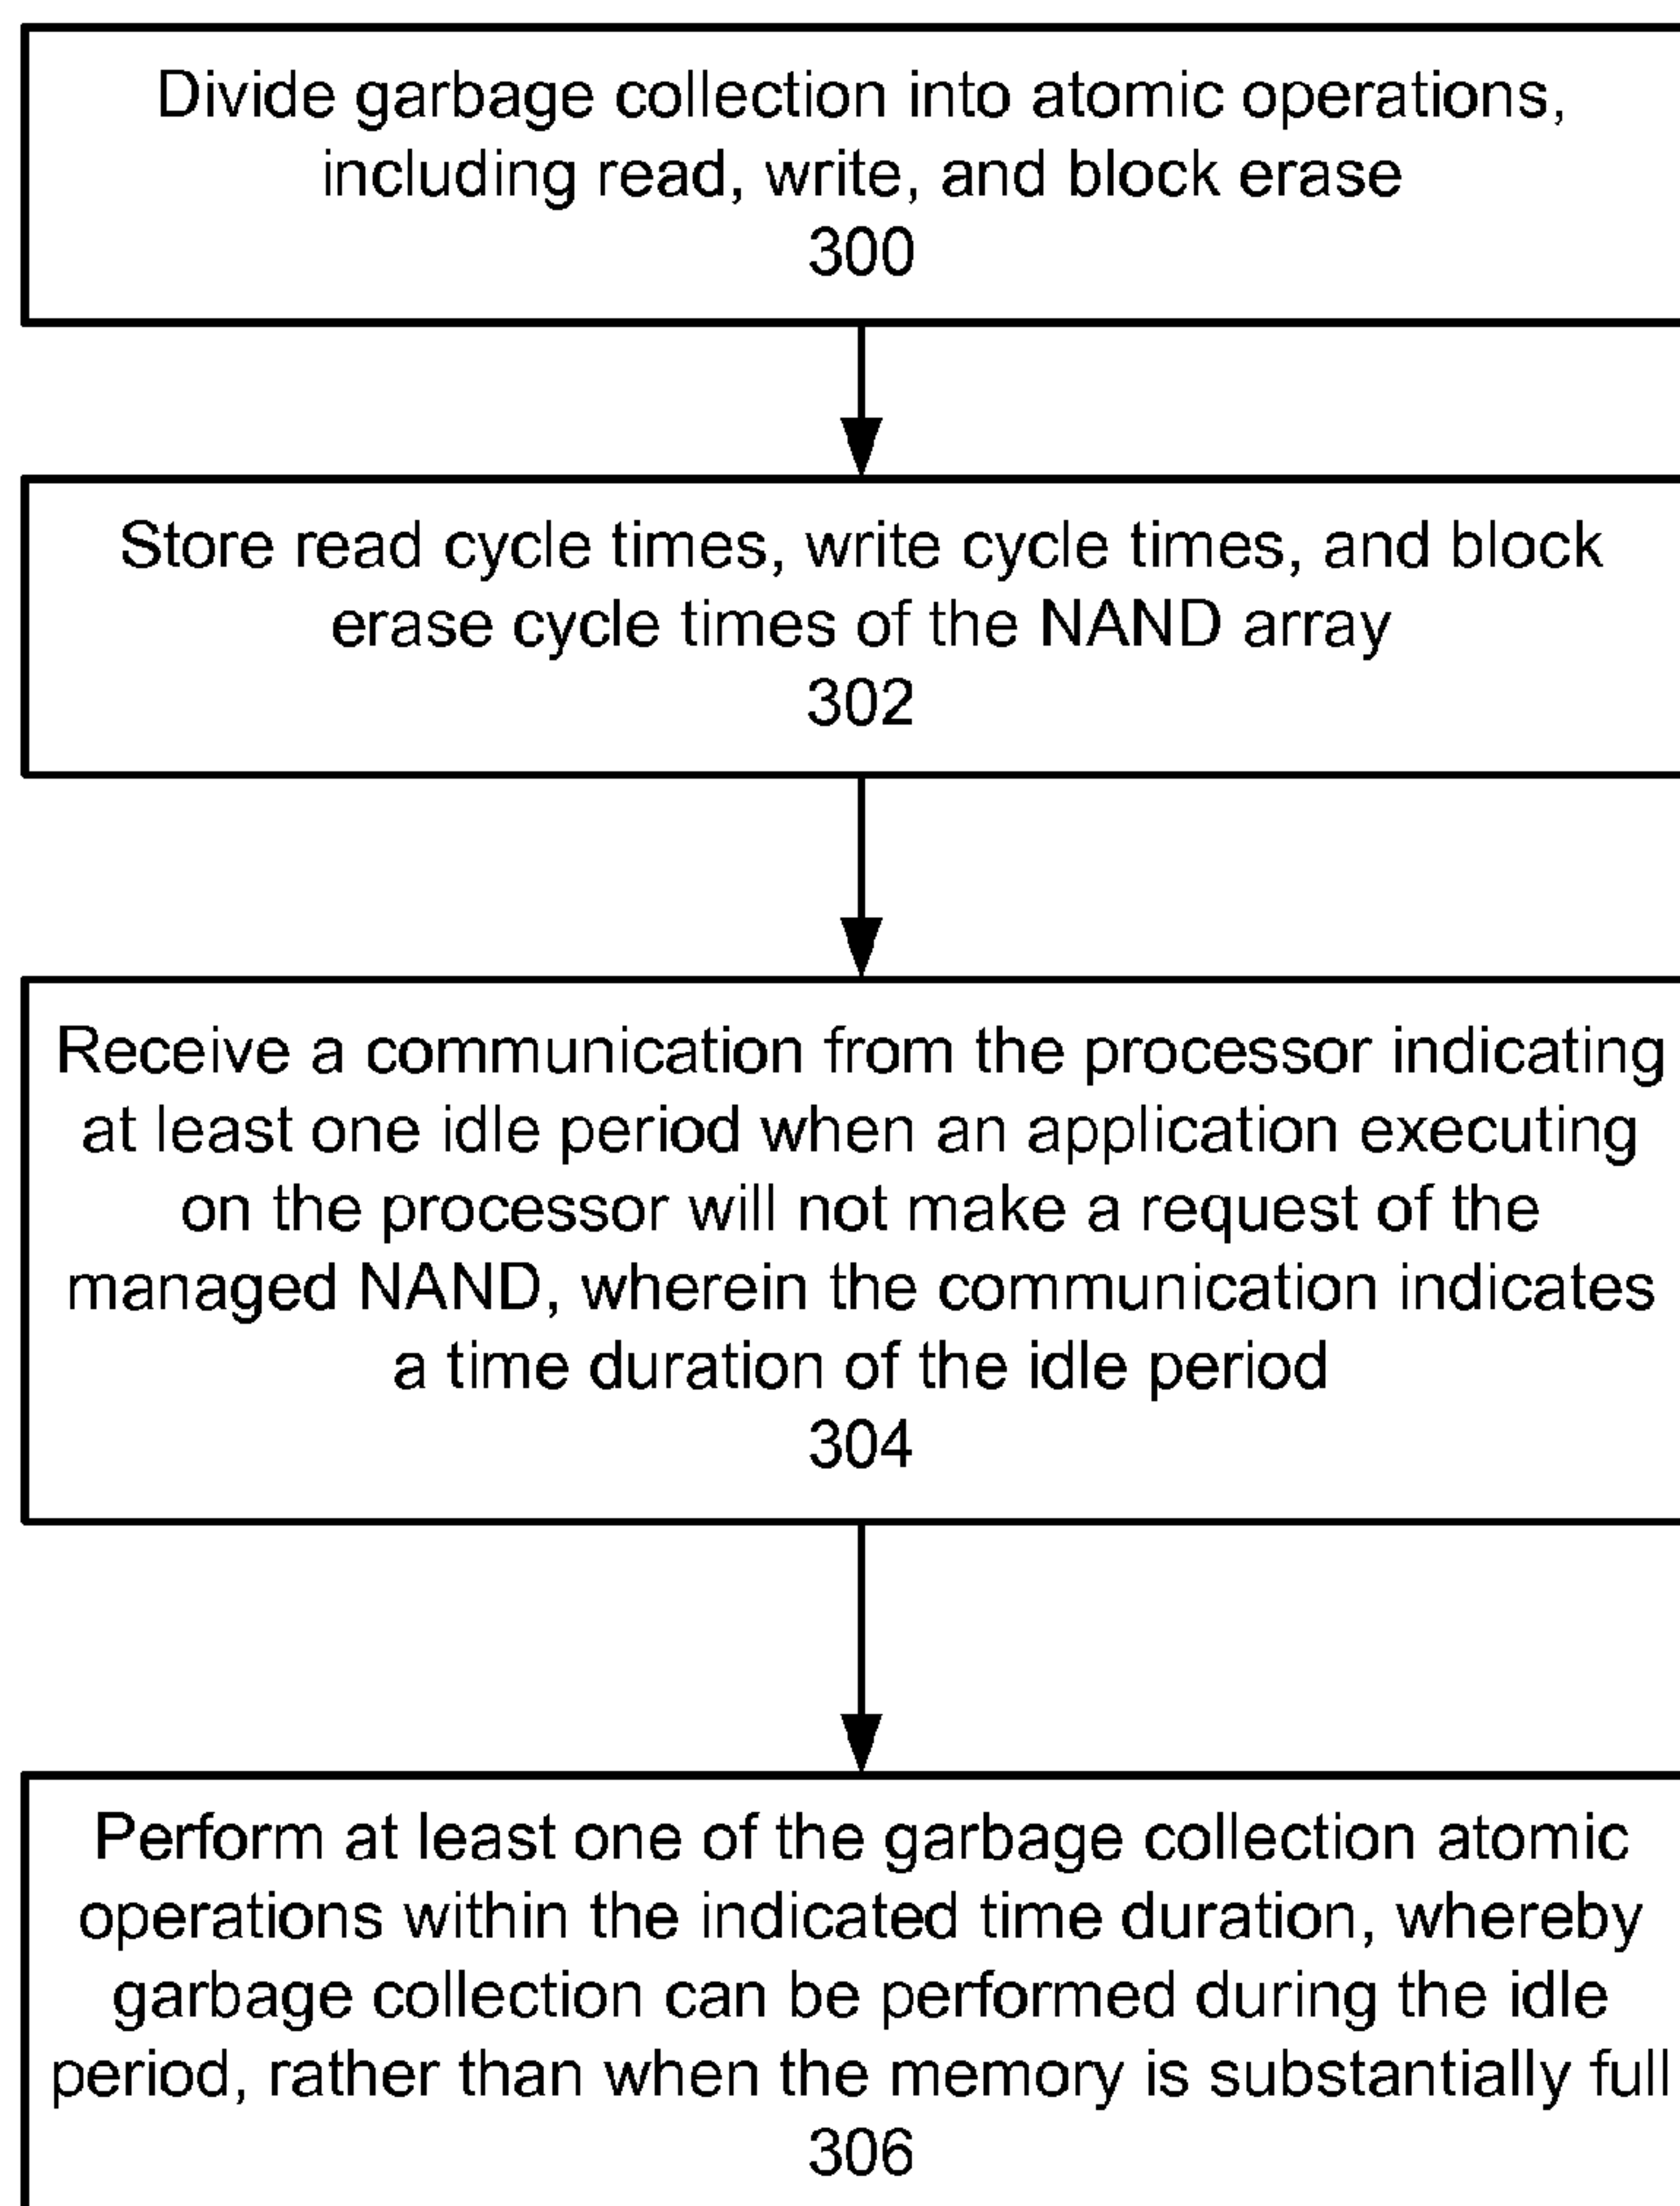 Divide garbage collection into atomic operations,
including read, write, and block erase
300
Store read cycle times, write cycle times, and block
erase cycle times of the NAND array
302
Receive a communication from the processor indicating
at least one idle period when an application executing
on the processor will not make a request of the
managed NAND, wherein the communication indicates
a time duration of the idle period
304
Perform at least one of the garbage collection atomic
operations within the indicated time duration, whereby
garbage collection can be performed during the idle
period, rather than when the memory is substantially full
306